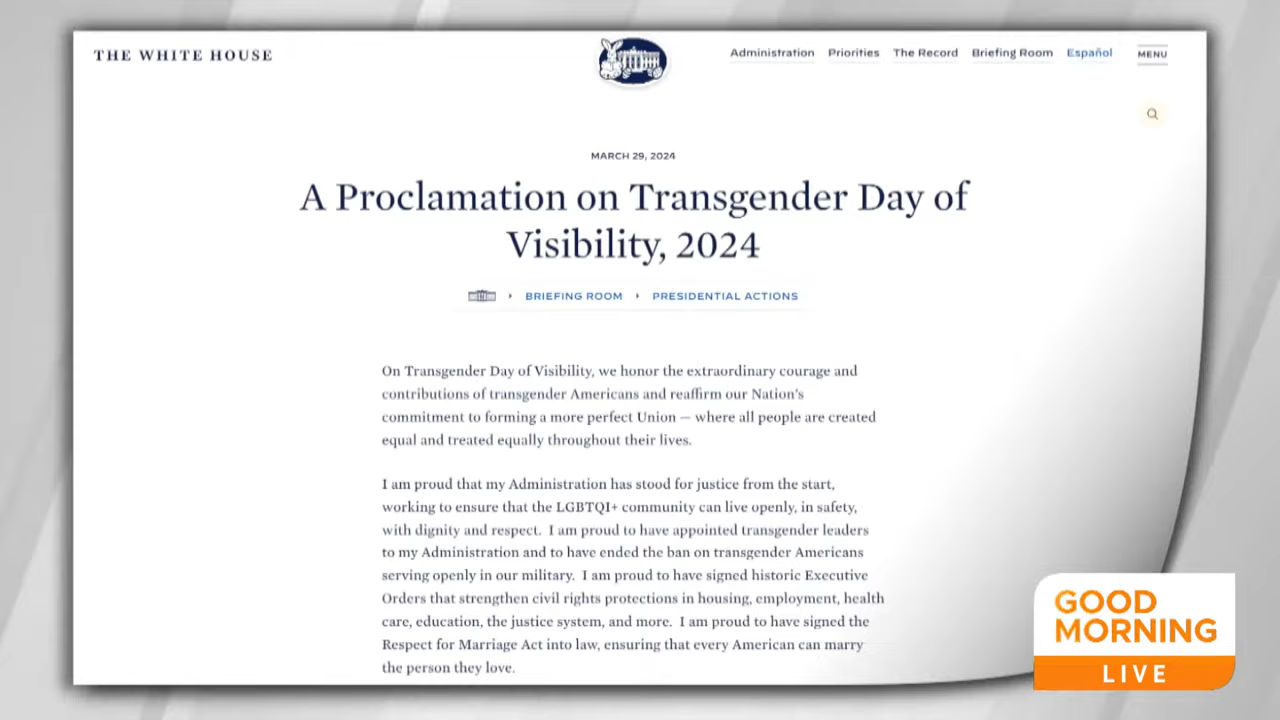 THE WHITE HOUSE
Administration Priorities The Record Briefing Room Español MENU
MARCH 29, 2024
A Proclamation on Transgender Day of
Visibility, 2024
BRIEFING ROOM PRESIDENTIAL ACTIONS
On Transgender Day of Visibility, we honor the extraordinary courage and
contributions of transgender Americans and reaffirm our Nation's
commitment to forming a more perfect Union — where all people are created
equal and treated equally throughout their lives.
I am proud that my Administration has stood for justice from the start,
working to ensure that the LGBTQI+ community can live openly, in safety,
with dignity and respect.  I am proud to have appointed transgender leaders
to my Administration and to have ended the ban on transgender Americans
serving openly in our military.  I am proud to have signed historic Executive
Orders that strengthen civil rights protections in housing, employment, health
care, education, the justice system, and more.  I am proud to have signed the
Respect for Marriage Act into law, ensuring that every American can marry
the person they love.
GOOD
MORNING
LIVE